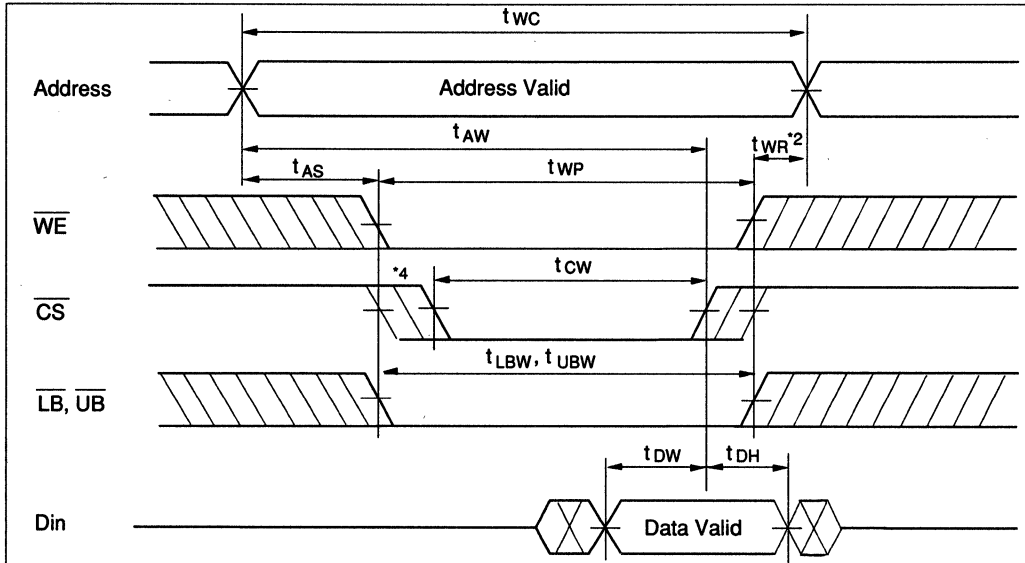 tWC
Address
Address Valid
tAW
tWR*2
tAS
tWP
WE
*4
tCW
CS
tLBW, tUBW
LB, UB
tDW
tDH
Din
Data Valid